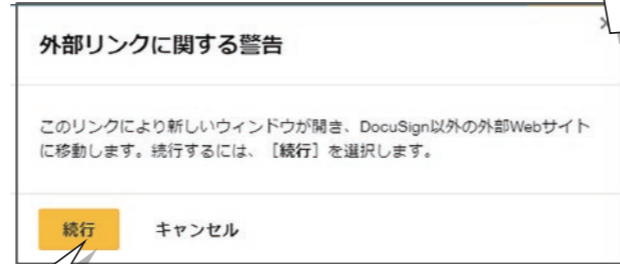 外部リンクに関する警告
このリンクにより新しいウィンドウが開き、DocuSign以外の外部Webサイト
に移動します。続行するには、［続行］を選択します。
続行 キャンセル